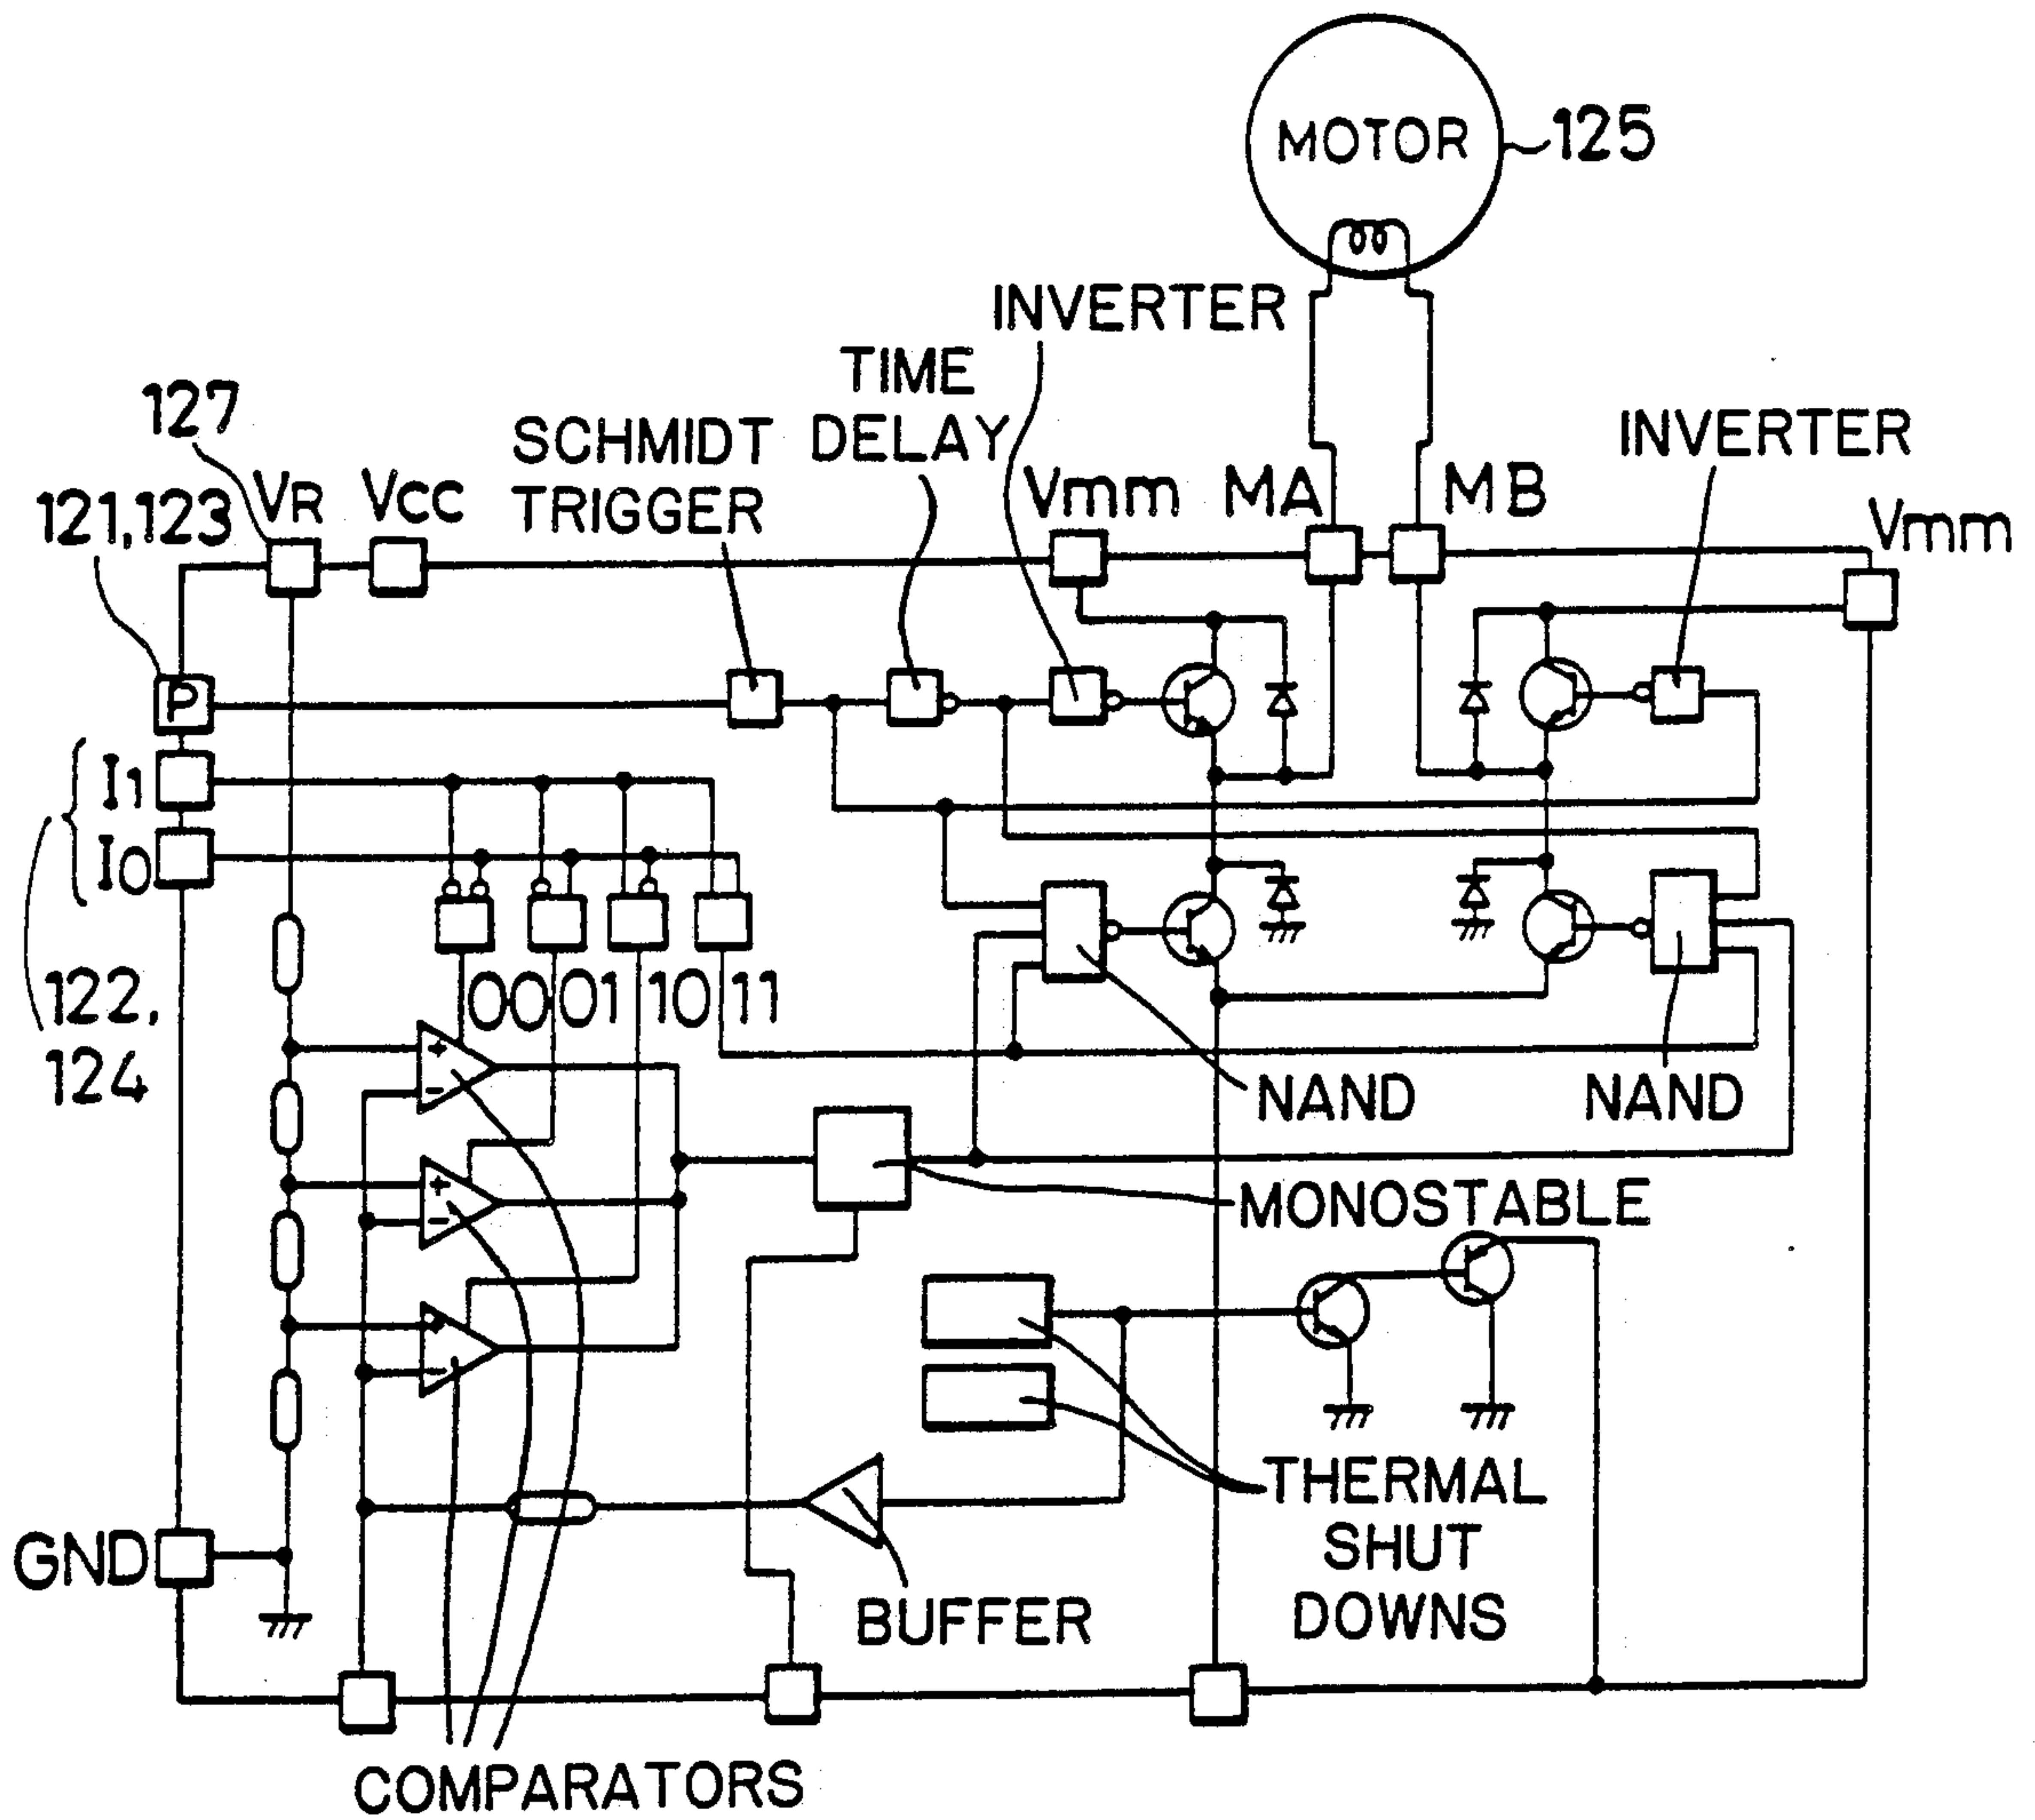 MOTOR
125
INVERTER
TIME
DELAY
127
SCHMIDT
TRIGGER
INVERTER
121,123
VR
Vcc
Vmm
MA
MB
Vmm
P
I1
I0
122,
124
00
01
10
11
+
-
NAND
NAND
+
-
MONOSTABLE
+
-
THERMAL
SHUT
DOWNS
GND
BUFFER
COMPARATORS